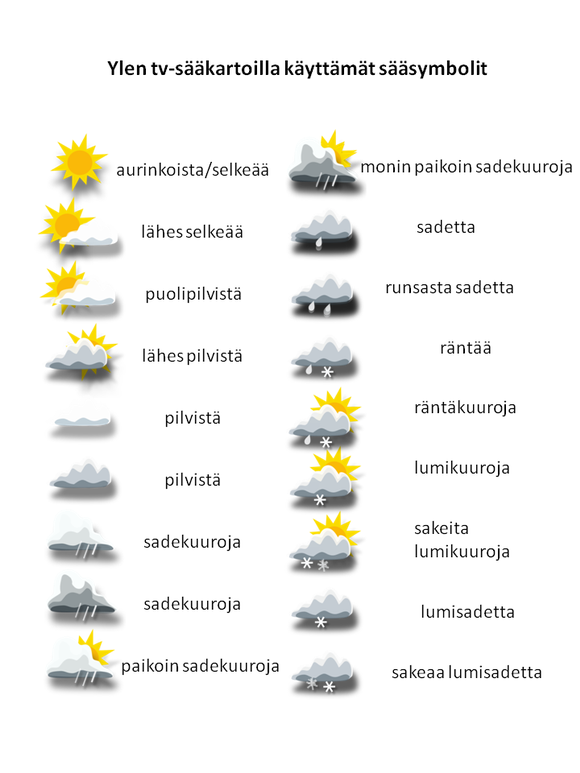 Ylen tv-sääkartoilla käyttämät sääsymbolit
aurinkoista/selkeää
lähes selkeää
puolipilvistä
lähes pilvistä
pilvistä
pilvistä
sadekuuroja
sadekuuroja
paikoin sadekuuroja
monin paikoin sadekuuroja
sadetta
runsasta sadetta
räntää
räntäkuuroja
lumikuuroja
sakeita
lumikuuroja
lumisadetta
sakeaa lumisadetta